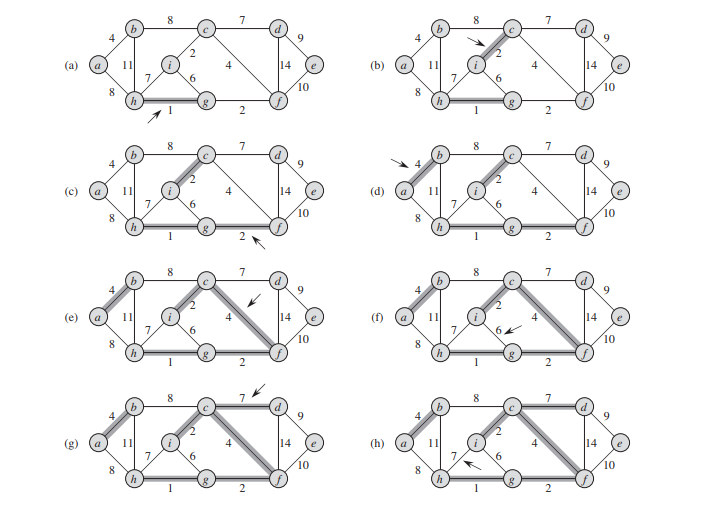 8 7
b c d
4 9
2
(a) a 11 i 4 14 e
7 6
8 10
h g f
1 2
8 7
b c d
4 9
2
(b) a 11 i 4 14 e
7 6
8 10
h g f
1 2
8 7
b c d
4 9
2
(c) a 11 i 4 14 e
7 6
8 10
h g f
1 2
8 7
b c d
4 9
2
(d) a 11 i 4 14 e
7 6
8 10
h g f
1 2
8 7
b c d
4 9
2
(e) a 11 i 4 14 e
7 6
8 10
h g f
1 2
8 7
b c d
4 9
2
(f) a 11 i 4 14 e
7 6
8 10
h g f
1 2
8 7
b c d
4 9
2
(g) a 11 i 4 14 e
7 6
8 10
h g f
1 2
8 7
b c d
4 9
2
(h) a 11 i 4 14 e
7 6
8 10
h g f
1 2